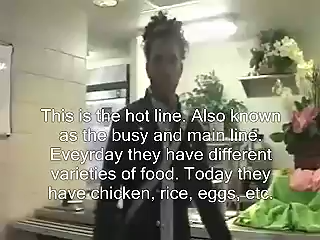 This is the hot line. Also known
as the busy and main line.
Eveyrday they have different
varieties of food. Today they
have chicken, rice, eggs, etc.